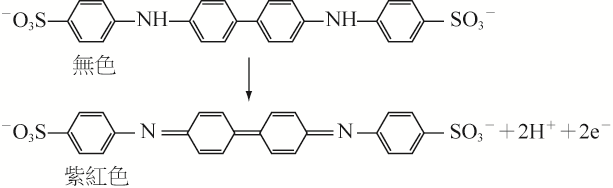 ⁻O₃S NH NH SO₃⁻
無色
⁻O₃S N N SO₃⁻ + 2H⁺ + 2e⁻
紫紅色